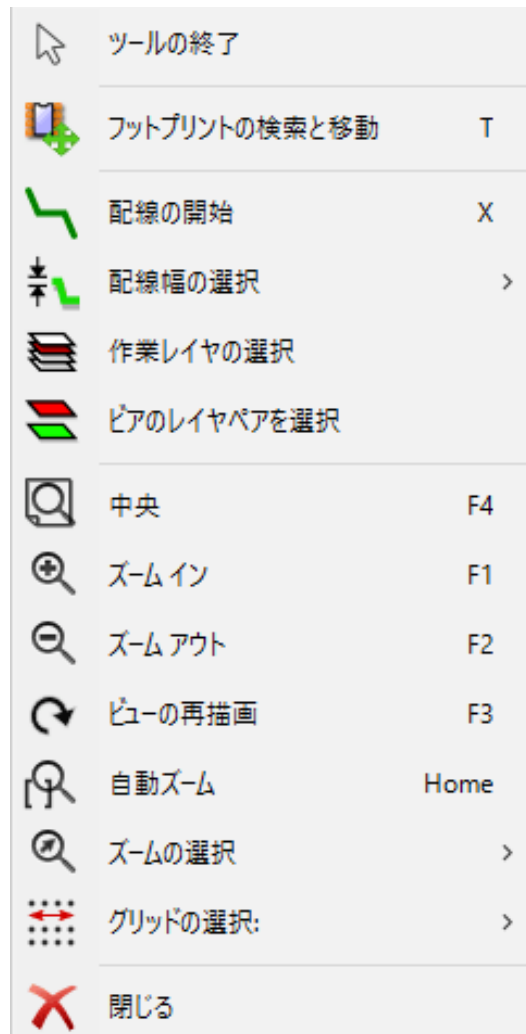 ツールの終了
フットプリントの検索と移動 T
配線の開始 X
配線幅の選択
作業レイヤの選択
ビアのレイヤペアを選択
中央 F4
ズーム イン F1
ズーム アウト F2
ビューの再描画 F3
自動ズーム Home
ズームの選択
グリッドの選択:
閉じる